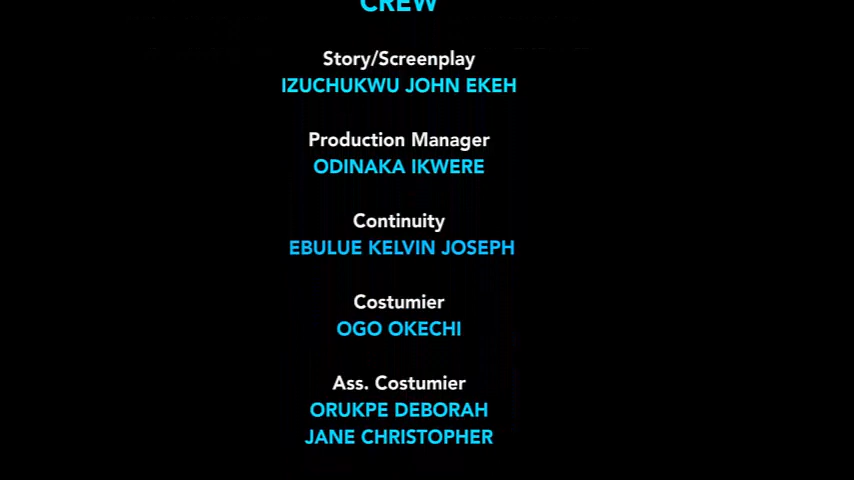 CREW
Story/Screenplay
IZUCHUKWU JOHN EKEH
Production Manager
ODINAKA IKWERE
Continuity
EBULUE KELVIN JOSEPH
Costumier
OGO OKECHI
Ass. Costumier
ORUKPE DEBORAH
JANE CHRISTOPHER